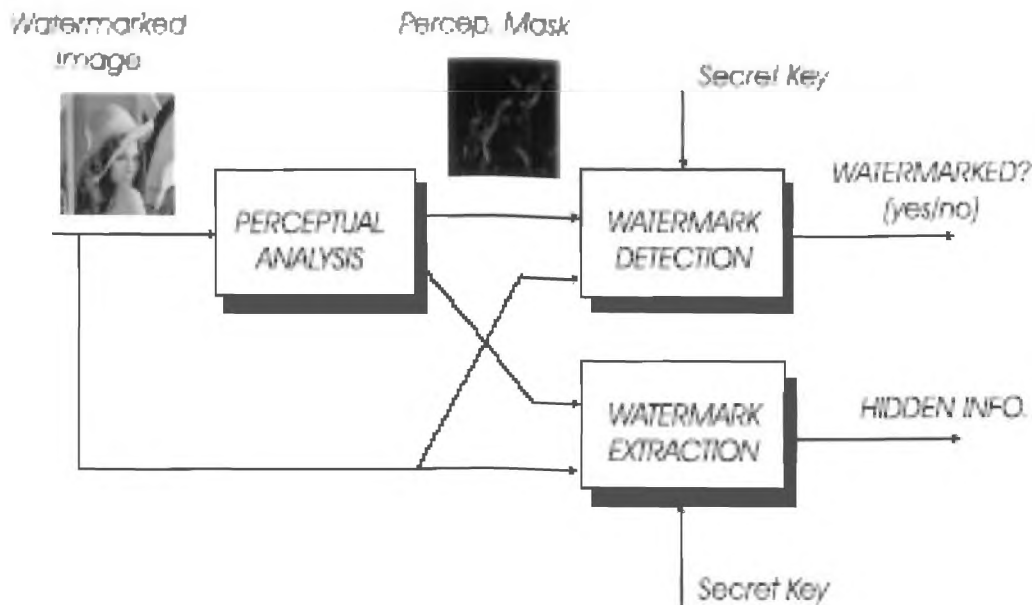 Watermarked
Image
Percep. Mask
Secret Key
PERCEPTUAL
ANALYSIS
WATERMARK
DETECTION
WATERMARKED?
(yes/no)
WATERMARK
EXTRACTION
HIDDEN INFO.
Secret Key